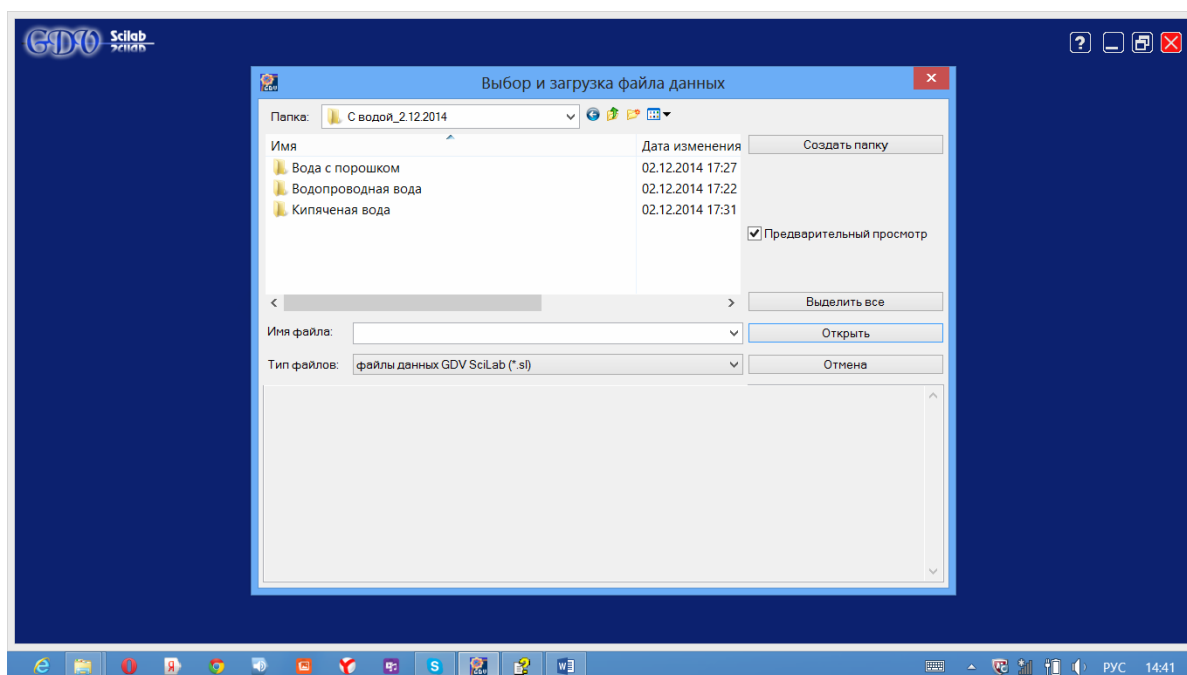 GDV Scilab
Выбор и загрузка файла данных
Папка: С водой_2.12.2014
Имя Дата изменения Создать папку
Вода с порошком 02.12.2014 17:27
Водопроводная вода 02.12.2014 17:22
Кипяченая вода 02.12.2014 17:31
Предварительный просмотр
Выделить все
Имя файла: Открыть
Тип файлов: файлы данных GDV SciLab (*.sl) Отмена
РУС 14:41